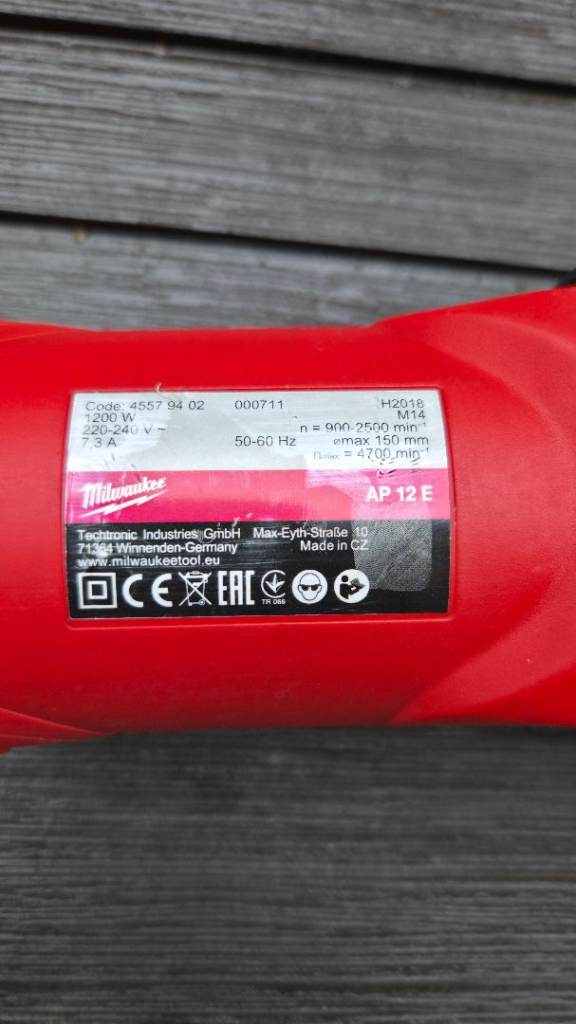 Code: 4557 94 02 000711 H2018
1200 W M14
220-240 V ~ n = 900-2500 min⁻¹
7.3 A 50-60 Hz ømax 150 mm
nmax = 4700 min⁻¹
Milwaukee
AP 12 E
Techtronic Industries GmbH Max-Eyth-Straße 10
71364 Winnenden-Germany Made in CZ
www.milwaukeetool.eu
CE EAC TR 066